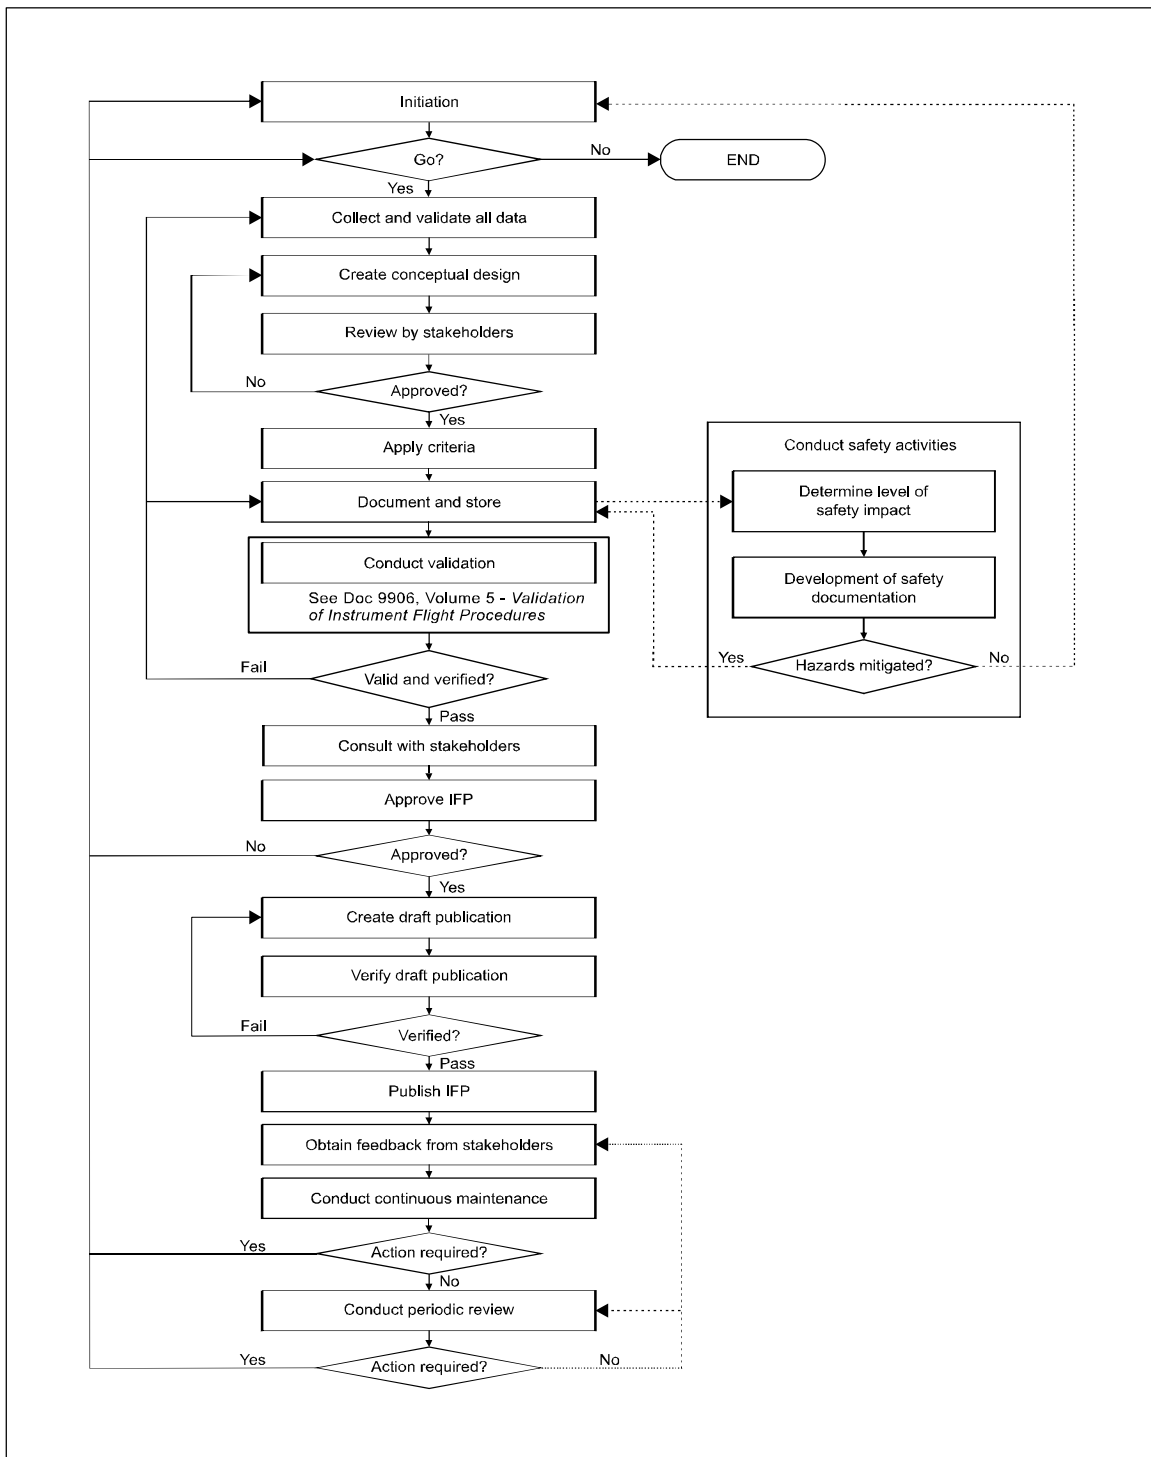 Initiation
Go?
No
END
Yes
Collect and validate all data
Create conceptual design
Review by stakeholders
No
Approved?
Yes
Apply criteria
Document and store
Conduct validation
See Doc 9906, Volume 5 - Validation
of Instrument Flight Procedures
Fail
Valid and verified?
Pass
Conduct safety activities
Determine level of
safety impact
Development of safety
documentation
Yes
Hazards mitigated?
No
Consult with stakeholders
Approve IFP
No
Approved?
Yes
Create draft publication
Verify draft publication
Fail
Verified?
Pass
Publish IFP
Obtain feedback from stakeholders
Conduct continuous maintenance
Yes
Action required?
No
Conduct periodic review
Yes
Action required?
No